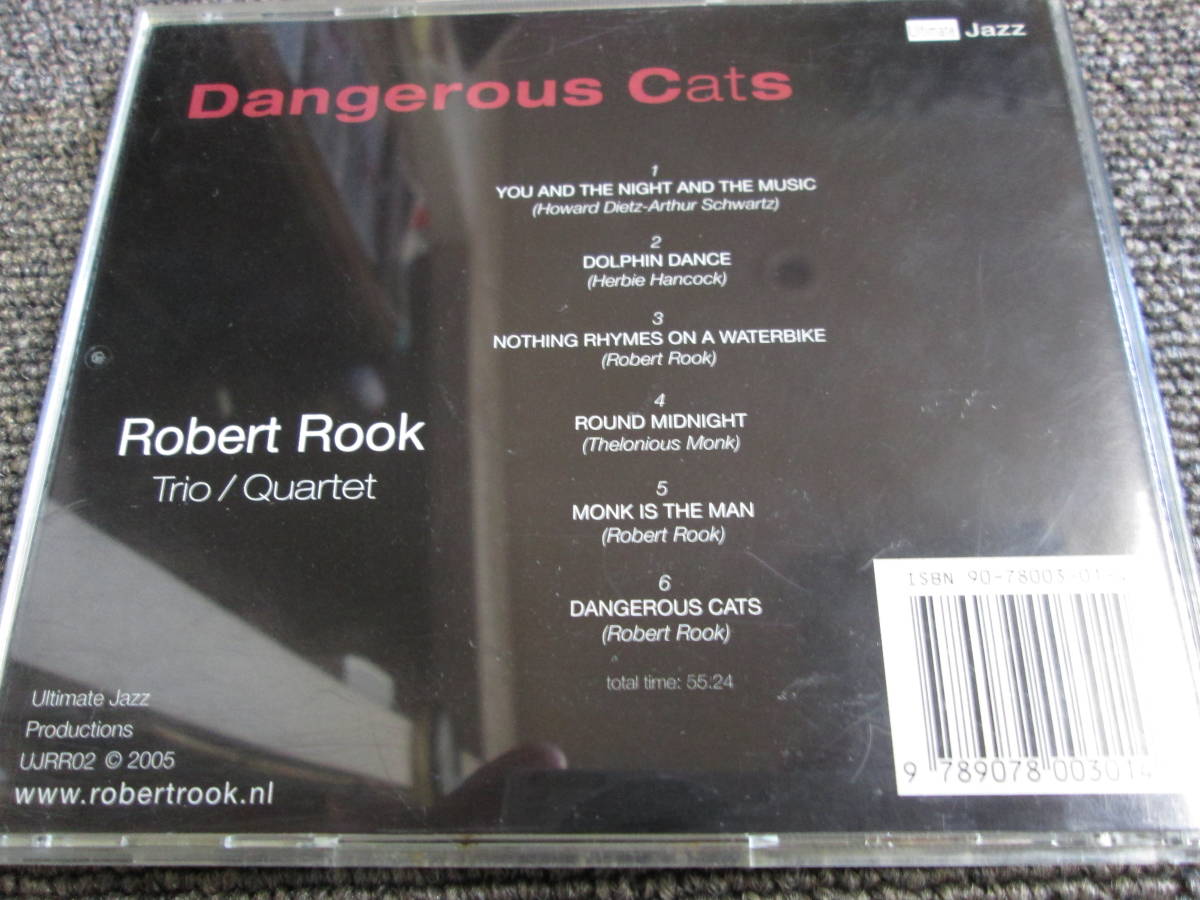 Ultimate Jazz
Dangerous Cats
1
YOU AND THE NIGHT AND THE MUSIC
(Howard Dietz-Arthur Schwartz)
2
DOLPHIN DANCE
(Herbie Hancock)
3
NOTHING RHYMES ON A WATERBIKE
(Robert Rook)
4
ROUND MIDNIGHT
(Thelonious Monk)
5
MONK IS THE MAN
(Robert Rook)
6
DANGEROUS CATS
(Robert Rook)
total time: 55:24
Robert Rook
Trio / Quartet
Ultimate Jazz
Productions
UJRR02 © 2005
www.robertrook.nl
ISBN
9 789078 003014